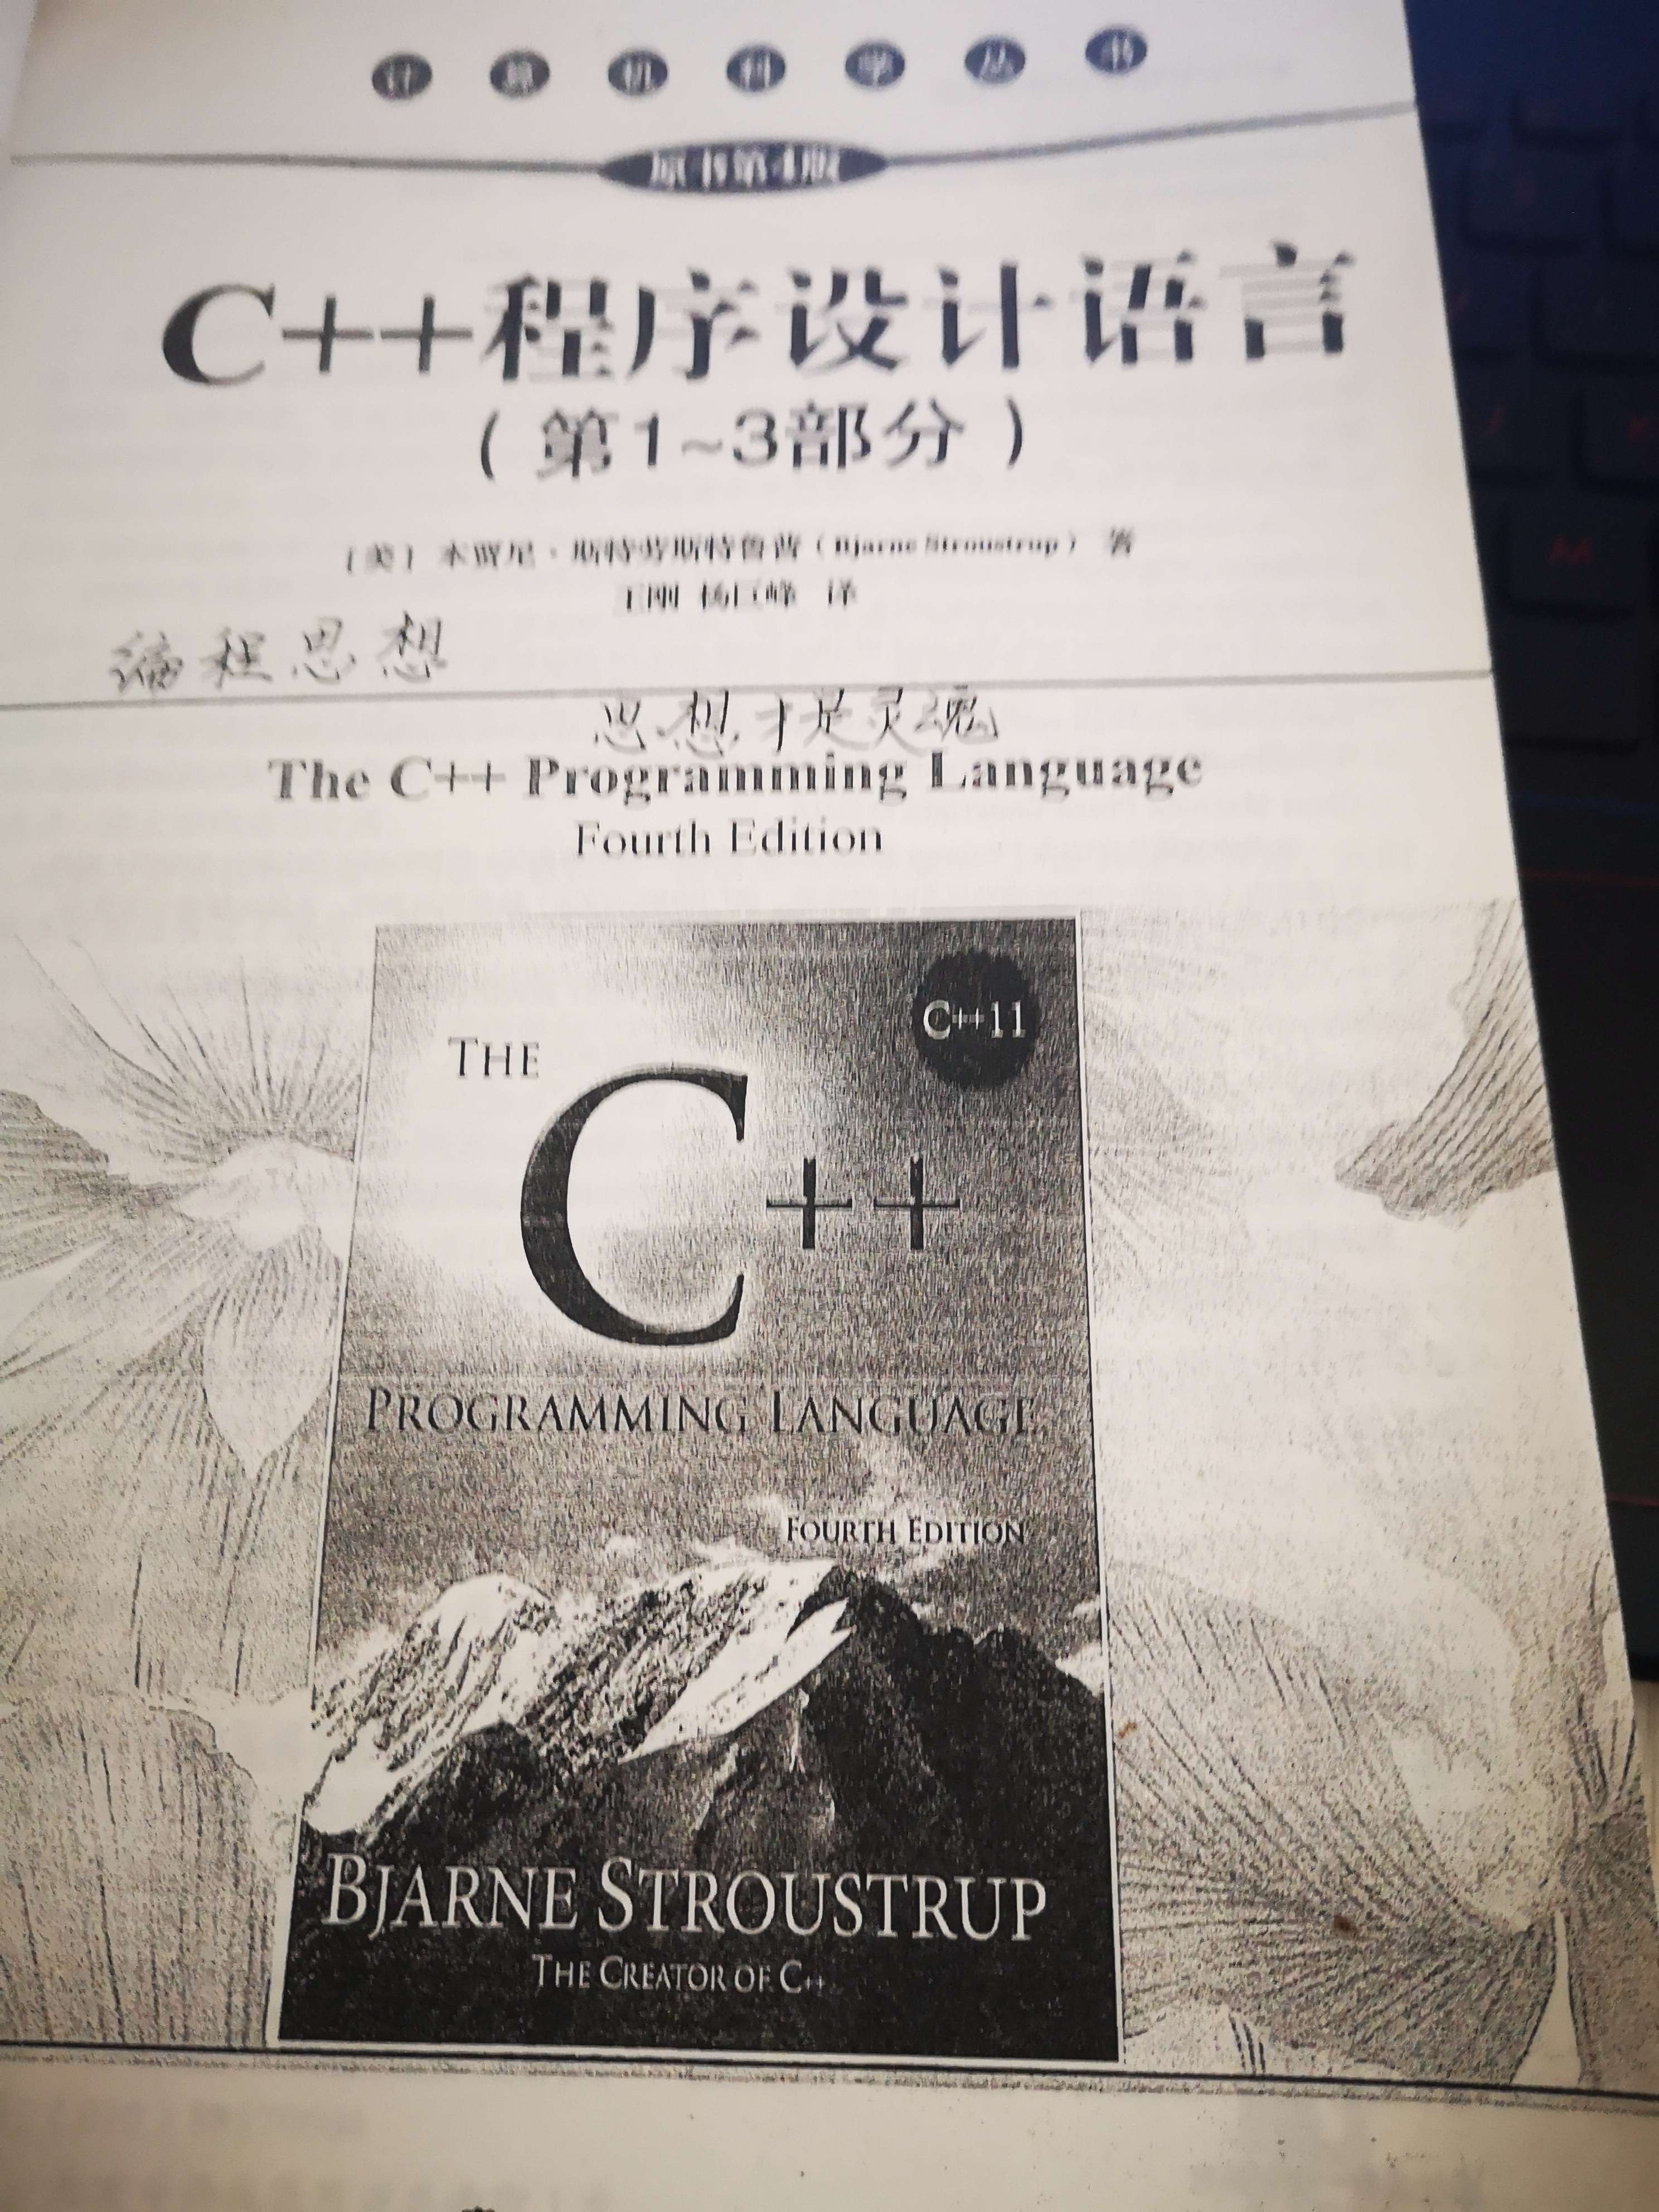 计算机科学丛书
原书第4版
C++程序设计语言
（第1~3部分）
［美］本贾尼·斯特劳斯特鲁普（Bjarne Stroustrup） 著
王刚 杨巨峰 译
编程思想
思想才是灵魂
The C++ Programming Language
Fourth Edition
C++11
THE
C++
PROGRAMMING LANGUAGE
FOURTH EDITION
BJARNE STROUSTRUP
THE CREATOR OF C++